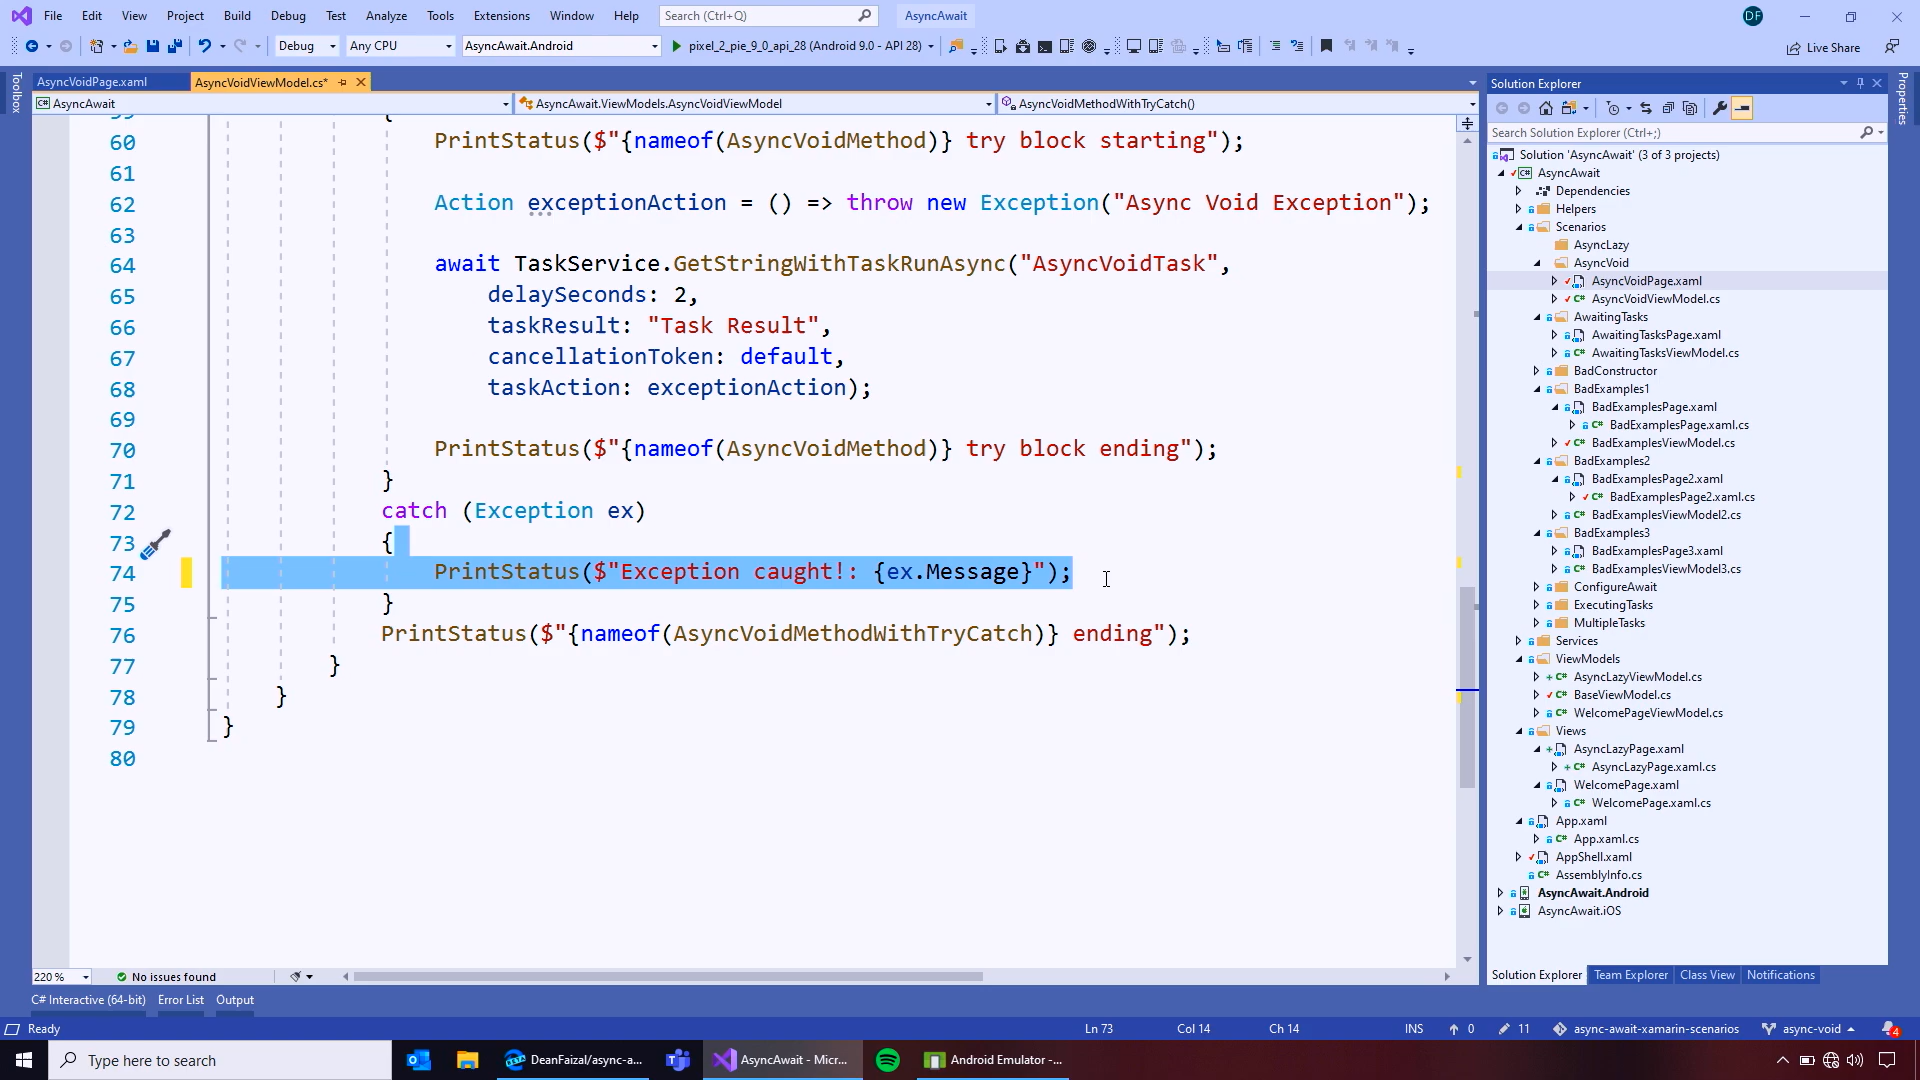 File Edit View Project Build Debug Test Analyze Tools Extensions Window Help Search (Ctrl+Q) AsyncAwait DF
Debug Any CPU AsyncAwait.Android pixel_2_pie_9_0_api_28 (Android 9.0 - API 28) Live Share
Toolbox
AsyncVoidPage.xaml AsyncVoidViewModel.cs*
AsyncAwait AsyncAwait.ViewModels.AsyncVoidViewModel AsyncVoidMethodWithTryCatch()
59 {
60 PrintStatus($"{nameof(AsyncVoidMethod)} try block starting");
61
62 Action exceptionAction = () => throw new Exception("Async Void Exception");
63
64 await TaskService.GetStringWithTaskRunAsync("AsyncVoidTask",
65 delaySeconds: 2,
66 taskResult: "Task Result",
67 cancellationToken: default,
68 taskAction: exceptionAction);
69
70 PrintStatus($"{nameof(AsyncVoidMethod)} try block ending");
71 }
72 catch (Exception ex)
73 {
74 PrintStatus($"Exception caught!: {ex.Message}");
75 }
76 PrintStatus($"{nameof(AsyncVoidMethodWithTryCatch)} ending");
77 }
78 }
79 }
80
220 % No issues found
C# Interactive (64-bit) Error List Output
Solution Explorer
Properties
Search Solution Explorer (Ctrl+;)
Solution 'AsyncAwait' (3 of 3 projects)
AsyncAwait
Dependencies
Helpers
Scenarios
AsyncLazy
AsyncVoid
AsyncVoidPage.xaml
AsyncVoidViewModel.cs
AwaitingTasks
AwaitingTasksPage.xaml
AwaitingTasksViewModel.cs
BadConstructor
BadExamples1
BadExamplesPage.xaml
BadExamplesPage.xaml.cs
BadExamplesViewModel.cs
BadExamples2
BadExamplesPage2.xaml
BadExamplesPage2.xaml.cs
BadExamplesViewModel2.cs
BadExamples3
BadExamplesPage3.xaml
BadExamplesViewModel3.cs
ConfigureAwait
ExecutingTasks
MultipleTasks
Services
ViewModels
AsyncLazyViewModel.cs
BaseViewModel.cs
WelcomePageViewModel.cs
Views
AsyncLazyPage.xaml
AsyncLazyPage.xaml.cs
WelcomePage.xaml
WelcomePage.xaml.cs
App.xaml
App.xaml.cs
AppShell.xaml
AssemblyInfo.cs
AsyncAwait.Android
AsyncAwait.iOS
Solution Explorer Team Explorer Class View Notifications
Ready Ln 73 Col 14 Ch 14 INS 0 11 async-await-xamarin-scenarios async-void 4
Type here to search DeanFaizal/async-a... AsyncAwait - Micr... Android Emulator -...